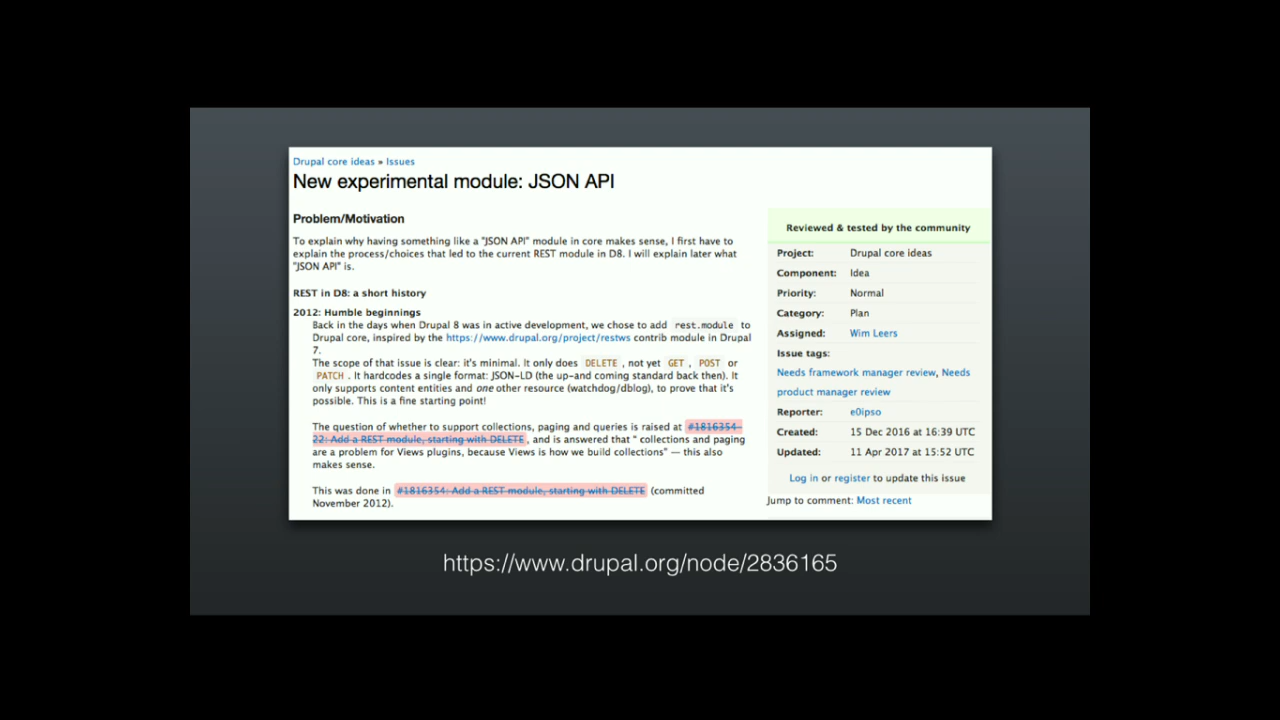 Drupal core ideas » Issues
New experimental module: JSON API
Problem/Motivation
To explain why having something like a "JSON API" module in core makes sense, I first have to
explain the process/choices that led to the current REST module in D8. I will explain later what
"JSON API" is.
REST in D8: a short history
2012: Humble beginnings
Back in the days when Drupal 8 was in active development, we chose to add rest.module to
Drupal core, inspired by the https://www.drupal.org/project/restws contrib module in Drupal
7.
The scope of that issue is clear: it's minimal. It only does DELETE, not yet GET, POST or
PATCH. It hardcodes a single format: JSON-LD (the up-and coming standard back then). It
only supports content entities and one other resource (watchdog/dblog), to prove that it's
possible. This is a fine starting point!
The question of whether to support collections, paging and queries is raised at #1816354-
22: Add a REST module, starting with DELETE, and is answered that " collections and paging
are a problem for Views plugins, because Views is how we build collections" — this also
makes sense.
This was done in #1816354: Add a REST module, starting with DELETE (committed
November 2012).
Reviewed & tested by the community
Project: Drupal core ideas
Component: Idea
Priority: Normal
Category: Plan
Assigned: Wim Leers
Issue tags:
Needs framework manager review, Needs
product manager review
Reporter: e0ipso
Created: 15 Dec 2016 at 16:39 UTC
Updated: 11 Apr 2017 at 15:52 UTC
Log in or register to update this issue
Jump to comment: Most recent
https://www.drupal.org/node/2836165